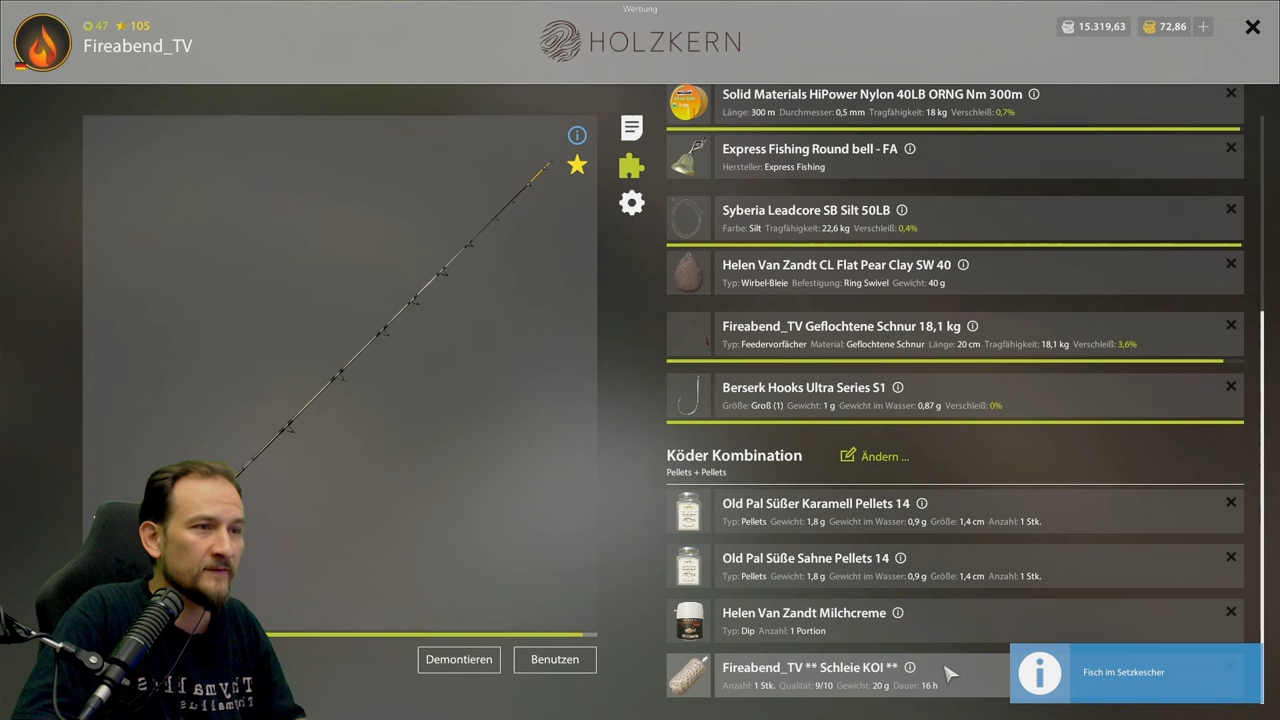 Werbung
47 105
Fireabend_TV
HOLZKERN
15.319,63 72,86 +
Solid Materials HiPower Nylon 40LB ORNG Nm 300m
Länge: 300 m Durchmesser: 0,5 mm Tragfähigkeit: 18 kg Verschleiß: 0,7%
Express Fishing Round bell - FA
Hersteller: Express Fishing
Syberia Leadcore SB Silt 50LB
Farbe: Silt Tragfähigkeit: 22,6 kg Verschleiß: 0,4%
Helen Van Zandt CL Flat Pear Clay SW 40
Typ: Wirbel-Bleie Befestigung: Ring Swivel Gewicht: 40 g
Fireabend_TV Geflochtene Schnur 18,1 kg
Typ: Feedervorfächer Material: Geflochtene Schnur Länge: 20 cm Tragfähigkeit: 18,1 kg Verschleiß: 3,6%
Berserk Hooks Ultra Series S1
Größe: Groß (1) Gewicht: 1 g Gewicht im Wasser: 0,87 g Verschleiß: 0%
Köder Kombination Ändern ...
Pellets + Pellets
Old Pal Süßer Karamell Pellets 14
Typ: Pellets Gewicht: 1,8 g Gewicht im Wasser: 0,9 g Größe: 1,4 cm Anzahl: 1 Stk.
Old Pal Süße Sahne Pellets 14
Typ: Pellets Gewicht: 1,8 g Gewicht im Wasser: 0,9 g Größe: 1,4 cm Anzahl: 1 Stk.
Helen Van Zandt Milchcreme
Typ: Dip Anzahl: 1 Portion
Fireabend_TV ** Schleie KOI **
Anzahl: 1 Stk. Qualität: 9/10 Gewicht: 20 g Dauer: 16 h
Fisch im Setzkescher
Demontieren Benutzen
Thymallus